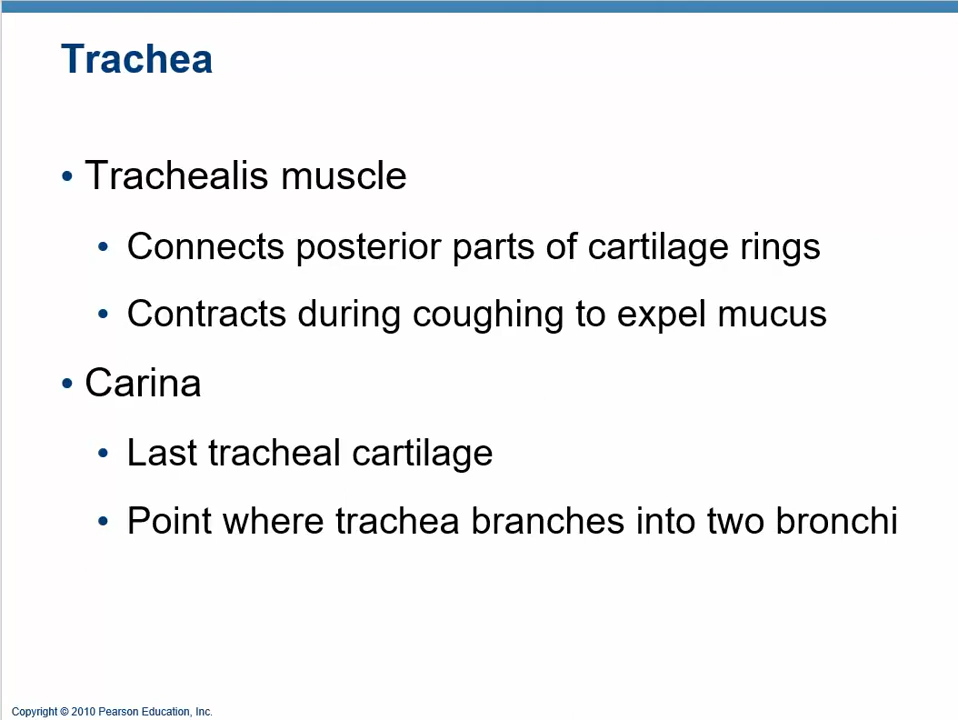 Trachea
• Trachealis muscle
• Connects posterior parts of cartilage rings
• Contracts during coughing to expel mucus
• Carina
• Last tracheal cartilage
• Point where trachea branches into two bronchi
Copyright © 2010 Pearson Education, Inc.